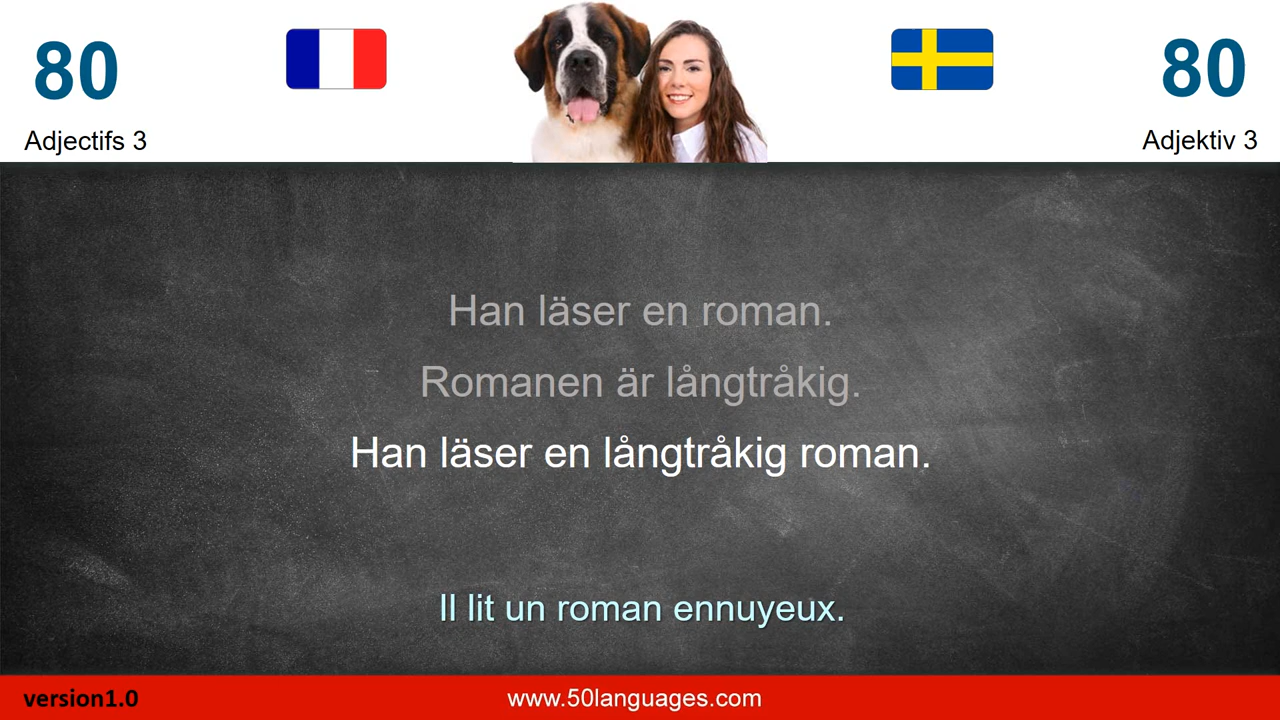 80
80
Adjectifs 3
Adjektiv 3
Han läser en roman.
Romanen är långtråkig.
Han läser en långtråkig roman.
Il lit un roman ennuyeux.
version1.0
www.50languages.com